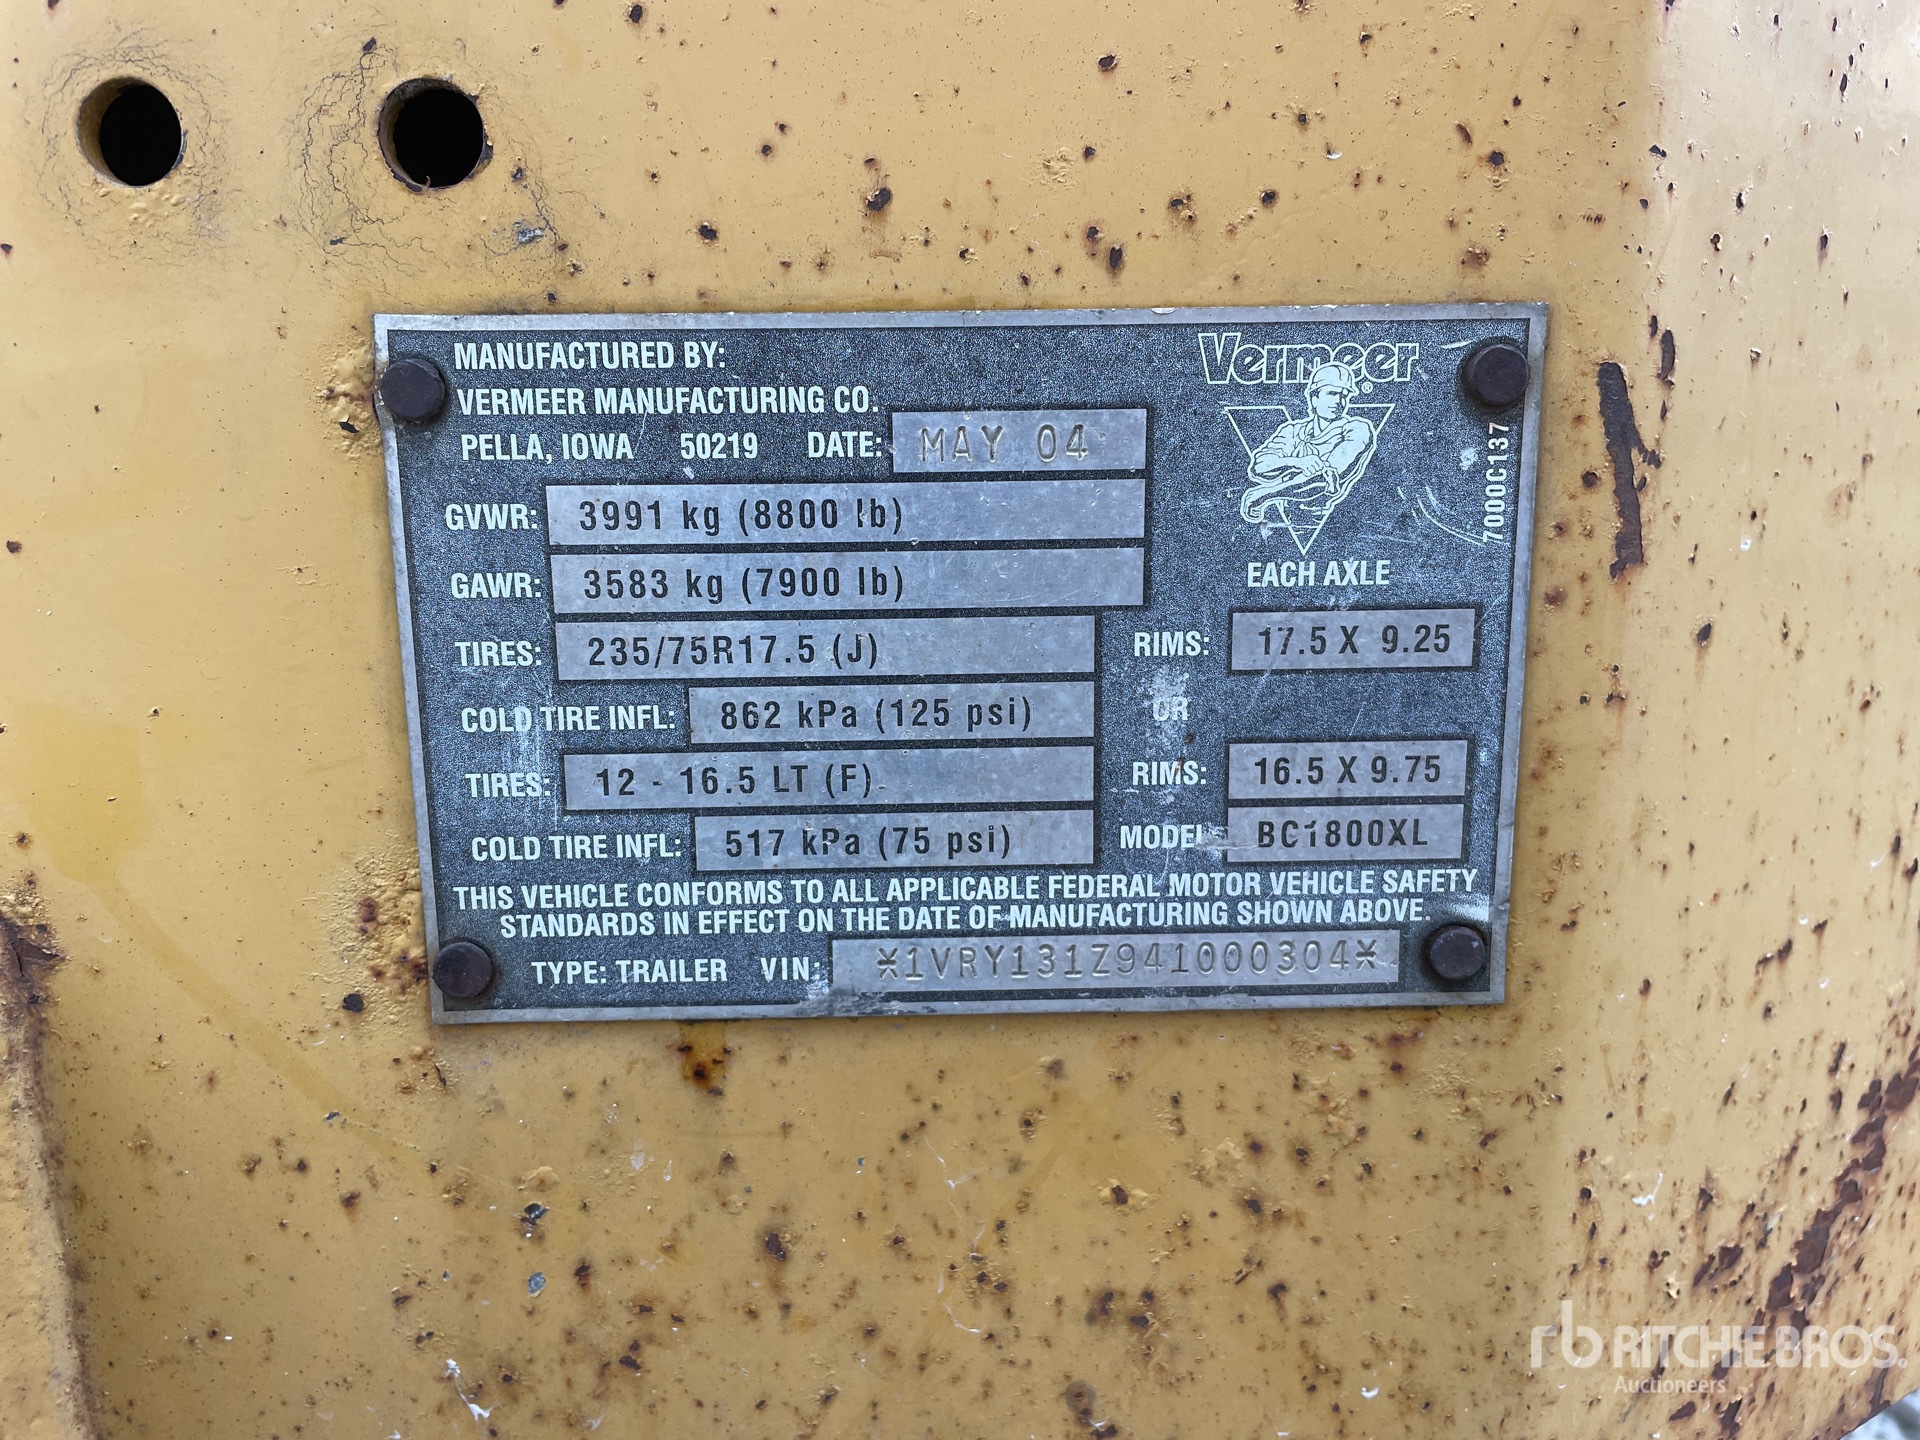 MANUFACTURED BY:
VERMEER MANUFACTURING CO.
PELLA, IOWA 50219 DATE: MAY 04
Vermeer®
7000C137
GVWR: 3991 kg (8800 lb)
GAWR: 3583 kg (7900 lb)
EACH AXLE
TIRES: 235/75R17.5 (J) RIMS: 17.5 X 9.25
COLD TIRE INFL: 862 kPa (125 psi) OR
TIRES: 12 - 16.5 LT (F) RIMS: 16.5 X 9.75
COLD TIRE INFL: 517 kPa (75 psi) MODEL: BC1800XL
THIS VEHICLE CONFORMS TO ALL APPLICABLE FEDERAL MOTOR VEHICLE SAFETY
STANDARDS IN EFFECT ON THE DATE OF MANUFACTURING SHOWN ABOVE.
TYPE: TRAILER VIN: *1VRY131Z941000304*
rb RITCHIE BROS.
Auctioneers